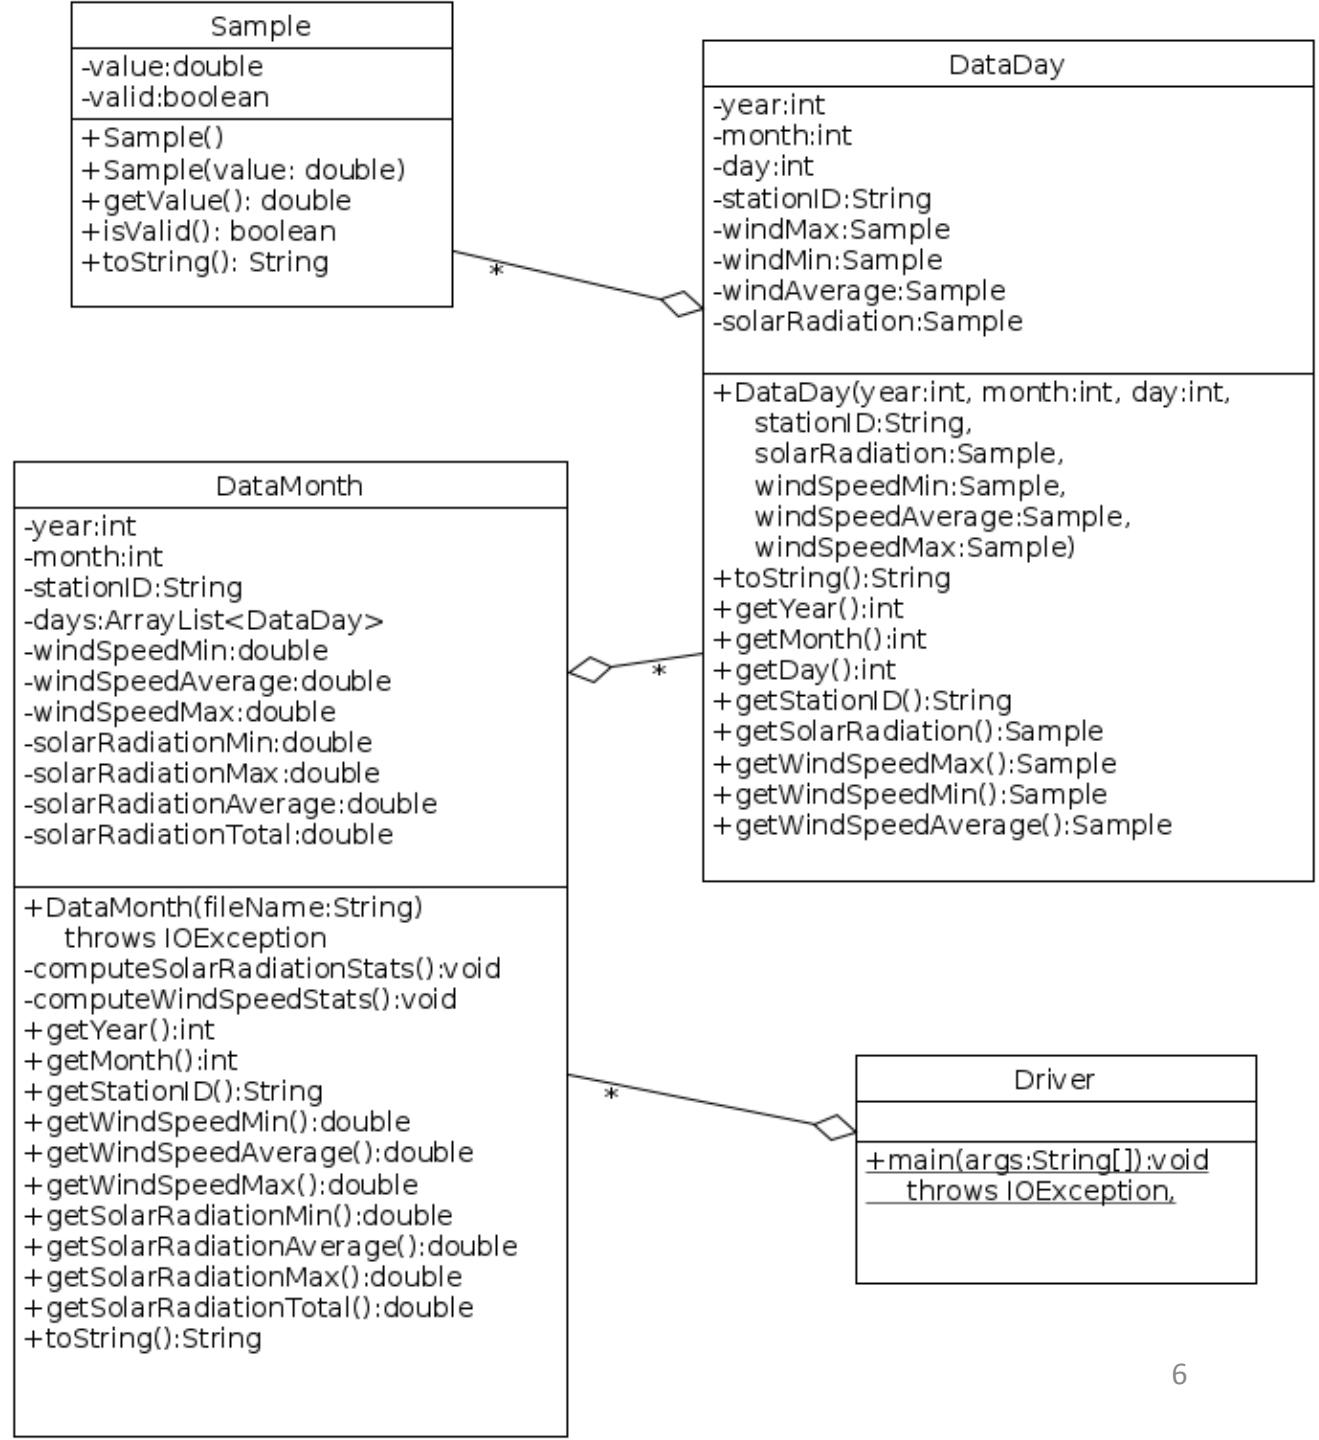 Sample
-value:double
-valid:boolean
+Sample()
+Sample(value: double)
+getValue(): double
+isValid(): boolean
+toString(): String
*
DataDay
-year:int
-month:int
-day:int
-stationID:String
-windMax:Sample
-windMin:Sample
-windAverage:Sample
-solarRadiation:Sample
+DataDay(year:int, month:int, day:int,
stationID:String,
solarRadiation:Sample,
windSpeedMin:Sample,
windSpeedAverage:Sample,
windSpeedMax:Sample)
+toString():String
+getYear():int
+getMonth():int
+getDay():int
+getStationID():String
+getSolarRadiation():Sample
+getWindSpeedMax():Sample
+getWindSpeedMin():Sample
+getWindSpeedAverage():Sample
*
DataMonth
-year:int
-month:int
-stationID:String
-days:ArrayList<DataDay>
-windSpeedMin:double
-windSpeedAverage:double
-windSpeedMax:double
-solarRadiationMin:double
-solarRadiationMax:double
-solarRadiationAverage:double
-solarRadiationTotal:double
+DataMonth(fileName:String)
throws IOException
-computeSolarRadiationStats():void
-computeWindSpeedStats():void
+getYear():int
+getMonth():int
+getStationID():String
+getWindSpeedMin():double
+getWindSpeedAverage():double
+getWindSpeedMax():double
+getSolarRadiationMin():double
+getSolarRadiationAverage():double
+getSolarRadiationMax():double
+getSolarRadiationTotal():double
+toString():String
*
Driver
+main(args:String[]):void
throws IOException,
6